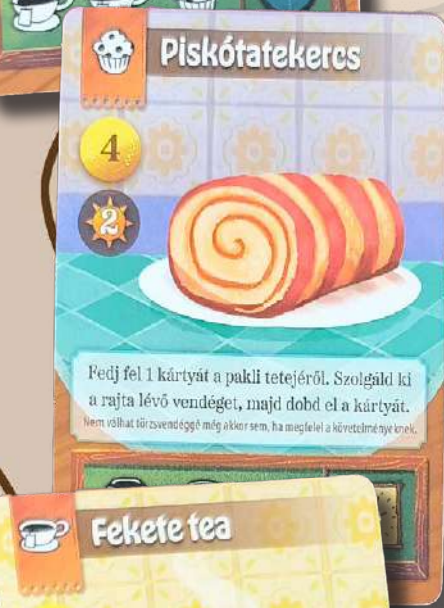 Piskótatekercs
4
2
Fedj fel 1 kártyát a pakli tetejéről. Szolgáld ki
a rajta lévő vendéget, majd dobd el a kártyát.
Nem válhat törzsvendéggé még akkor sem, ha megfelel a követelményeknek.
Fekete tea